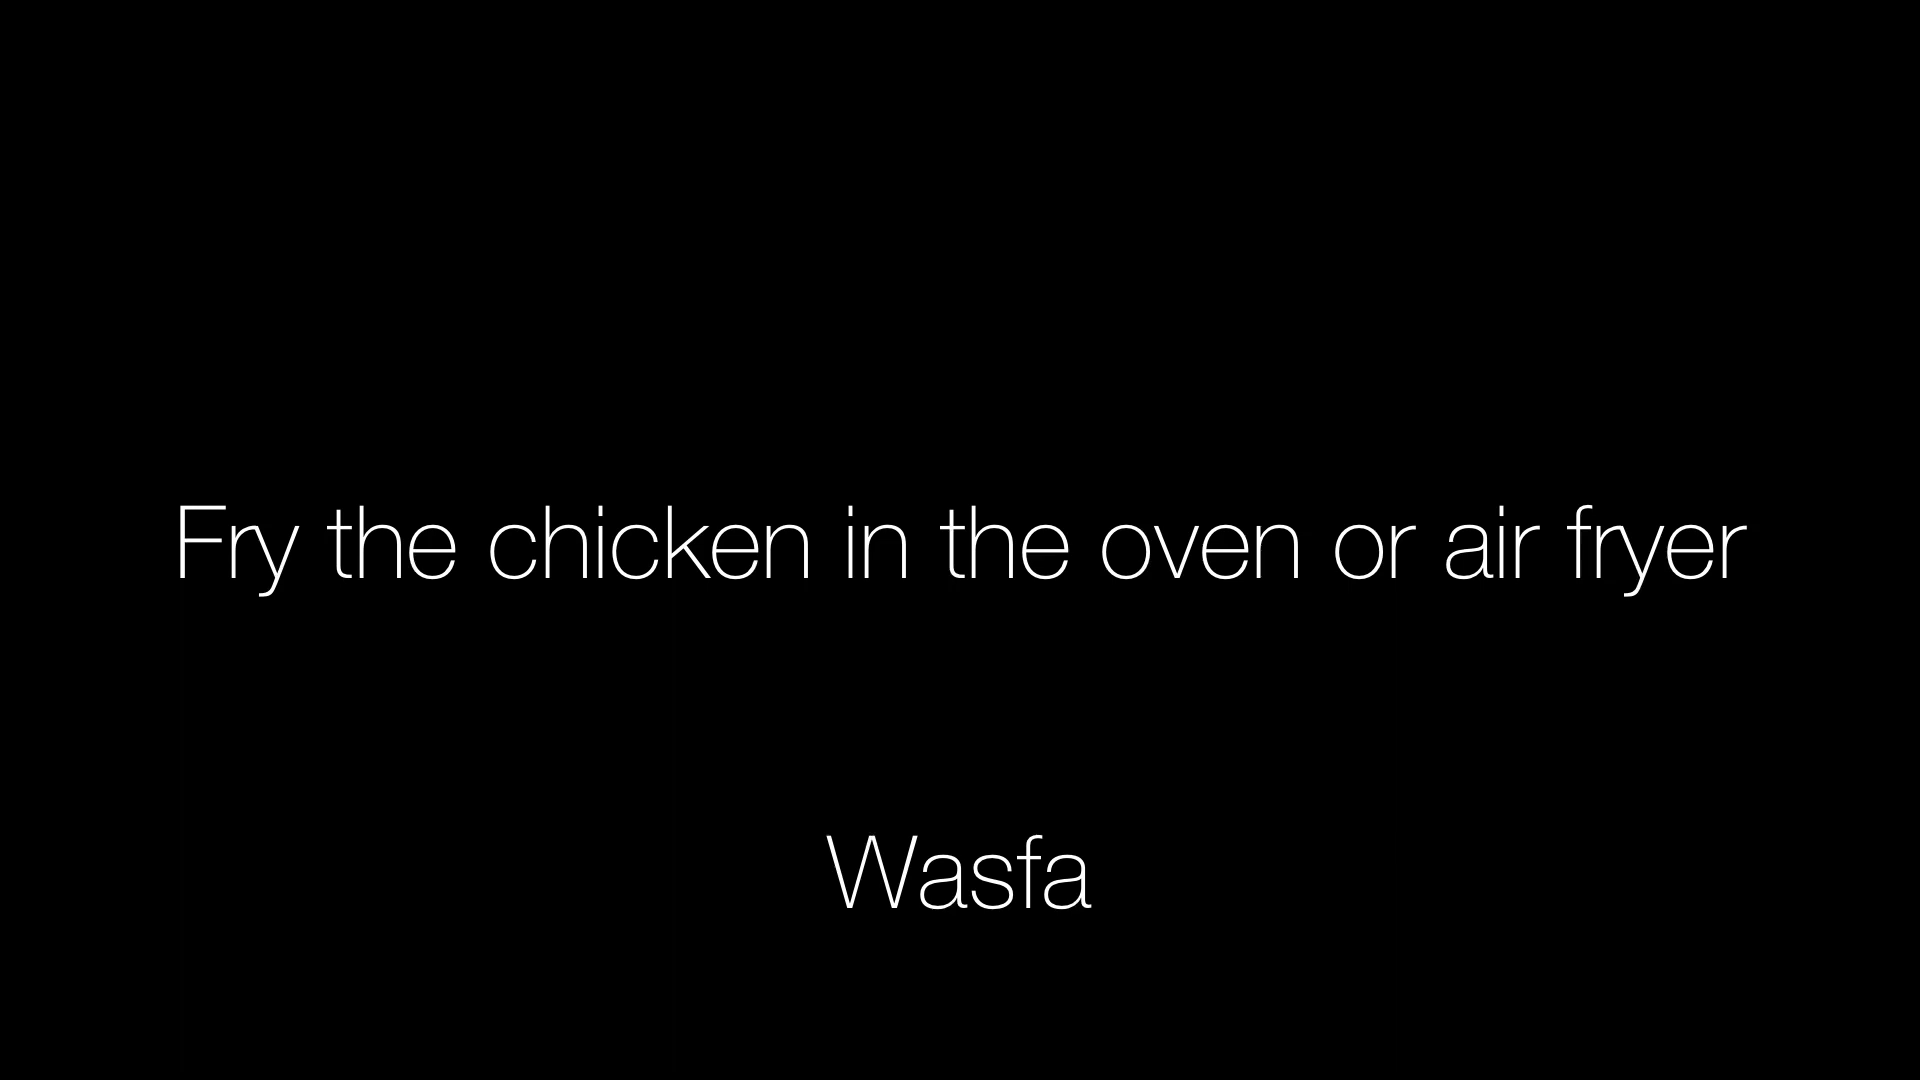 Fry the chicken in the oven or air fryer
Wasfa